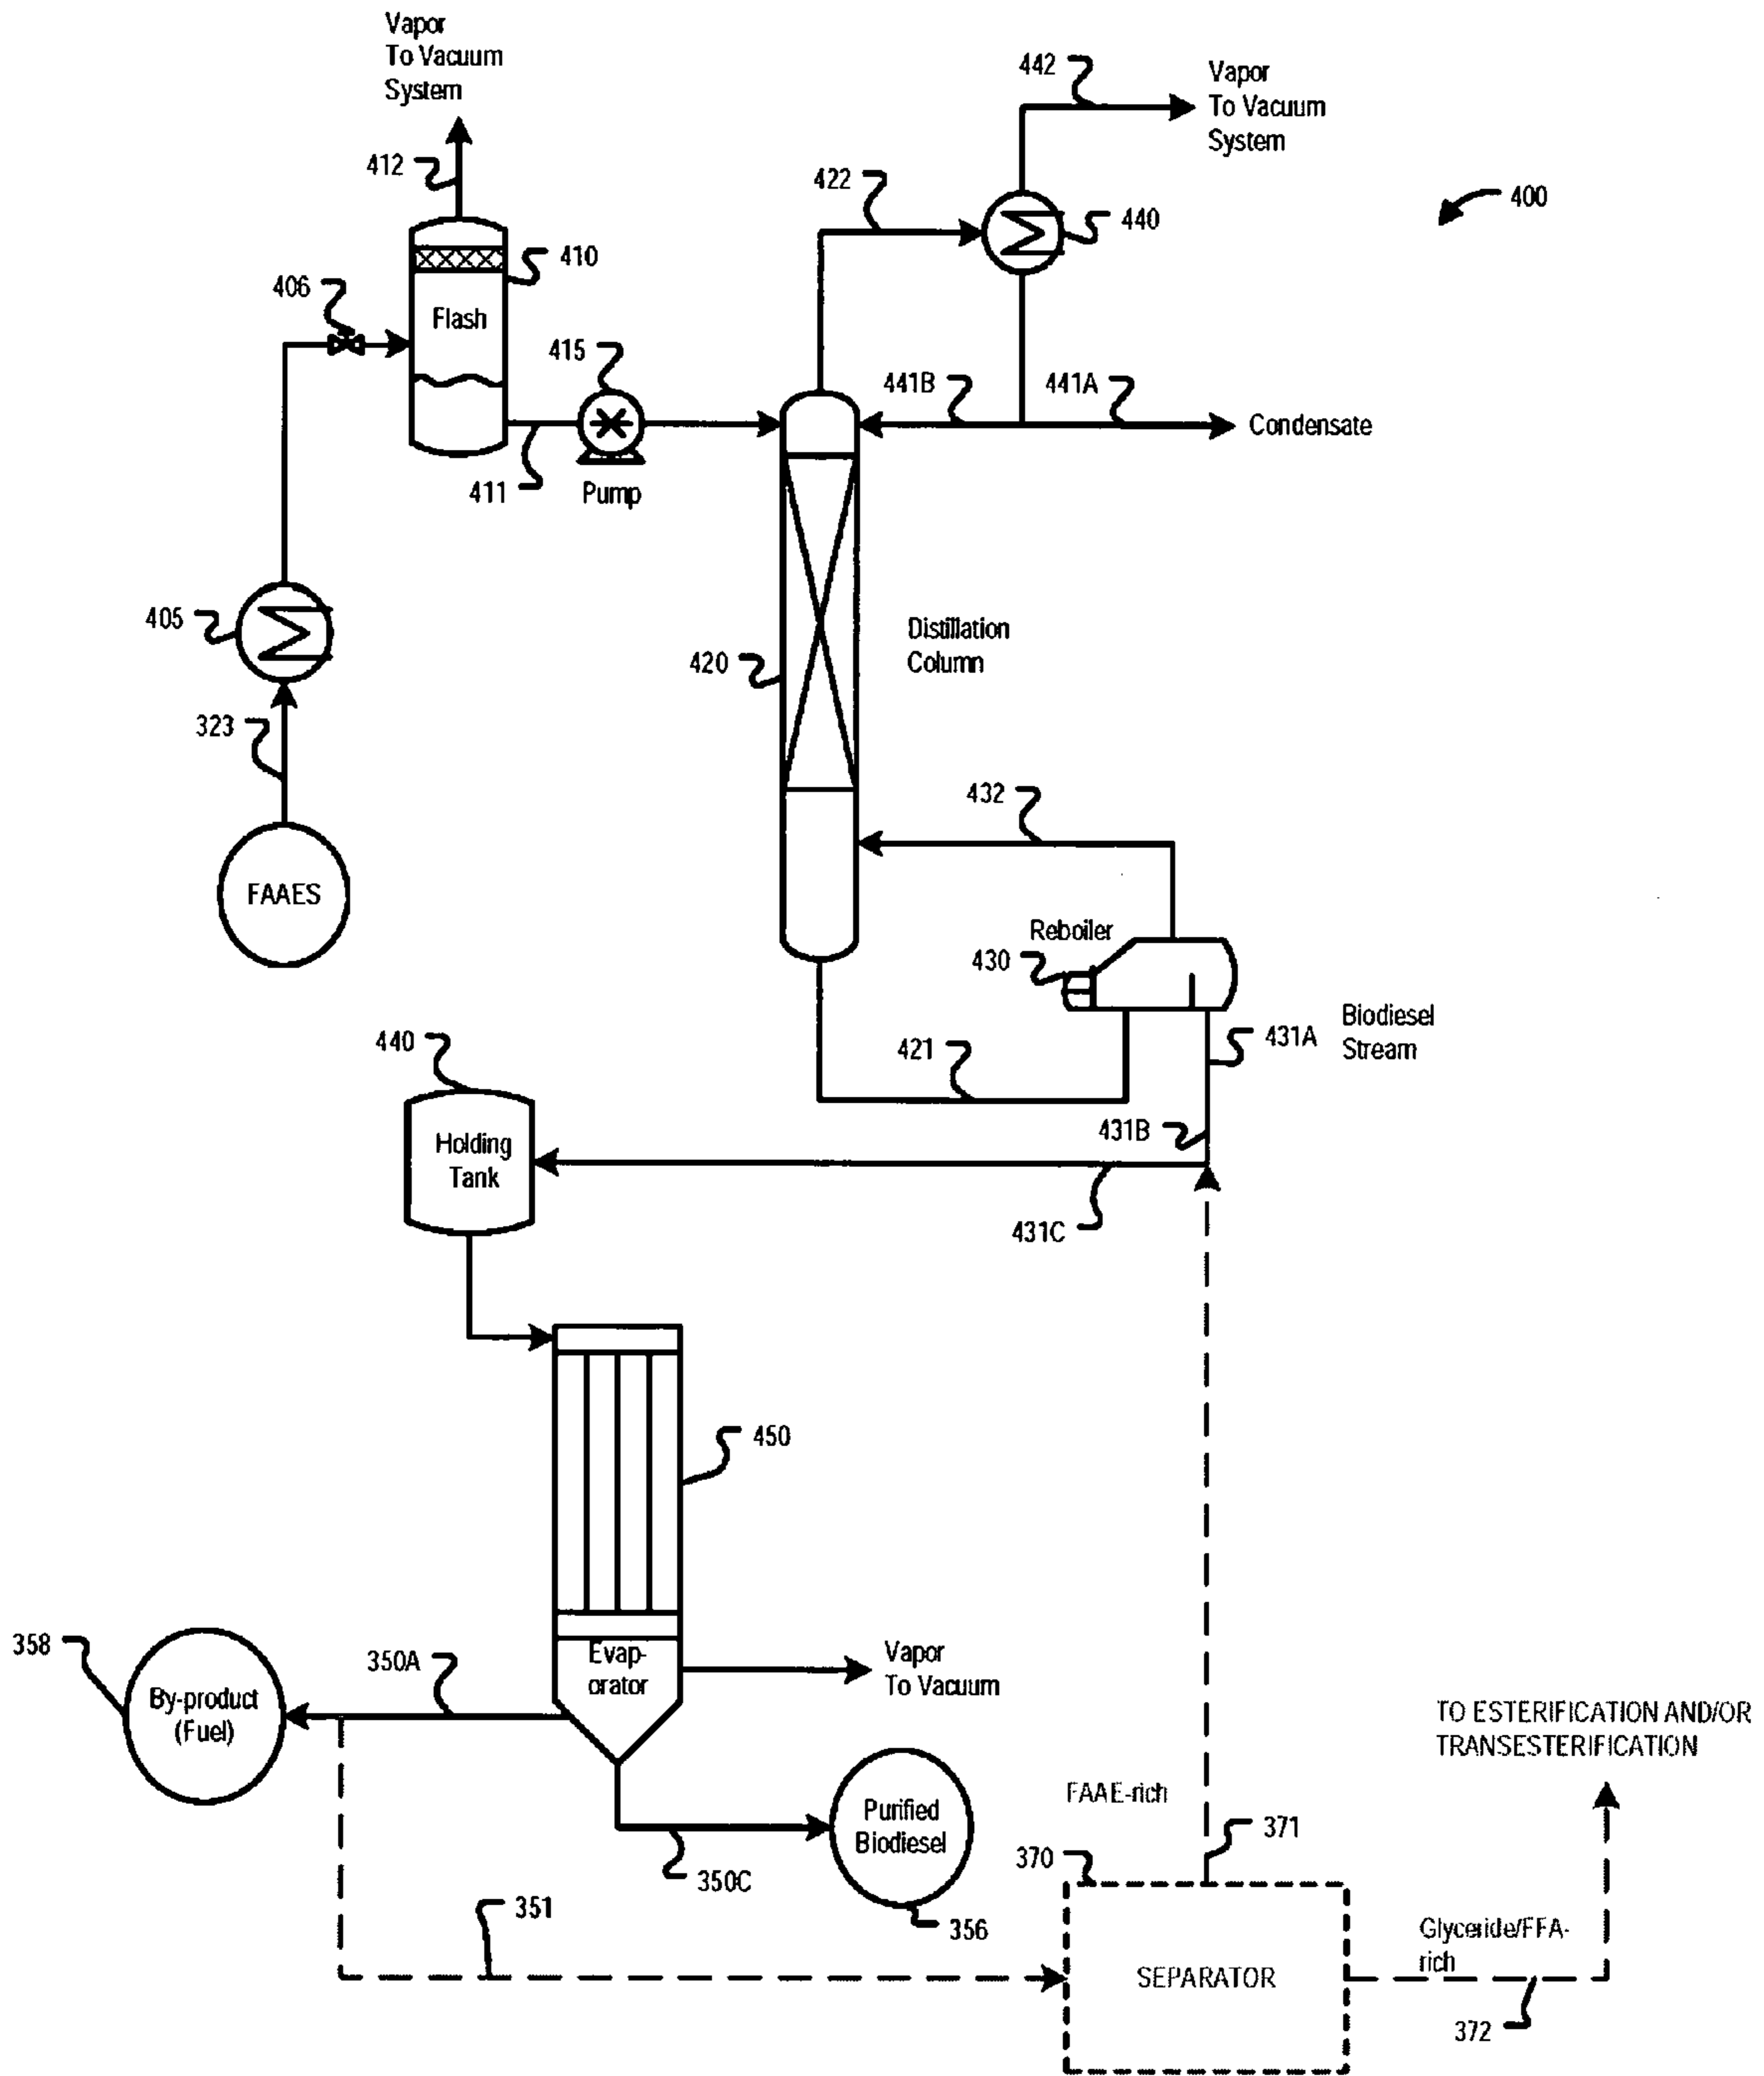 Vapor
To Vacuum
System
442
Vapor
To Vacuum
System
412
422
400
440
410
406
Flash
415
441B
441A
Condensate
411
Pump
405
Distillation
Column
420
323
432
FAAES
Reboiler
430
Biodiesel
Stream
431A
440
421
431B
Holding
Tank
431C
450
358
350A
Evap-
orator
Vapor
To Vacuum
By-product
(Fuel)
TO ESTERIFICATION AND/OR
TRANSESTERIFICATION
FAAE-rich
Purified
Biodiesel
371
370
350C
351
356
Glyceride/FFA-
rich
SEPARATOR
372